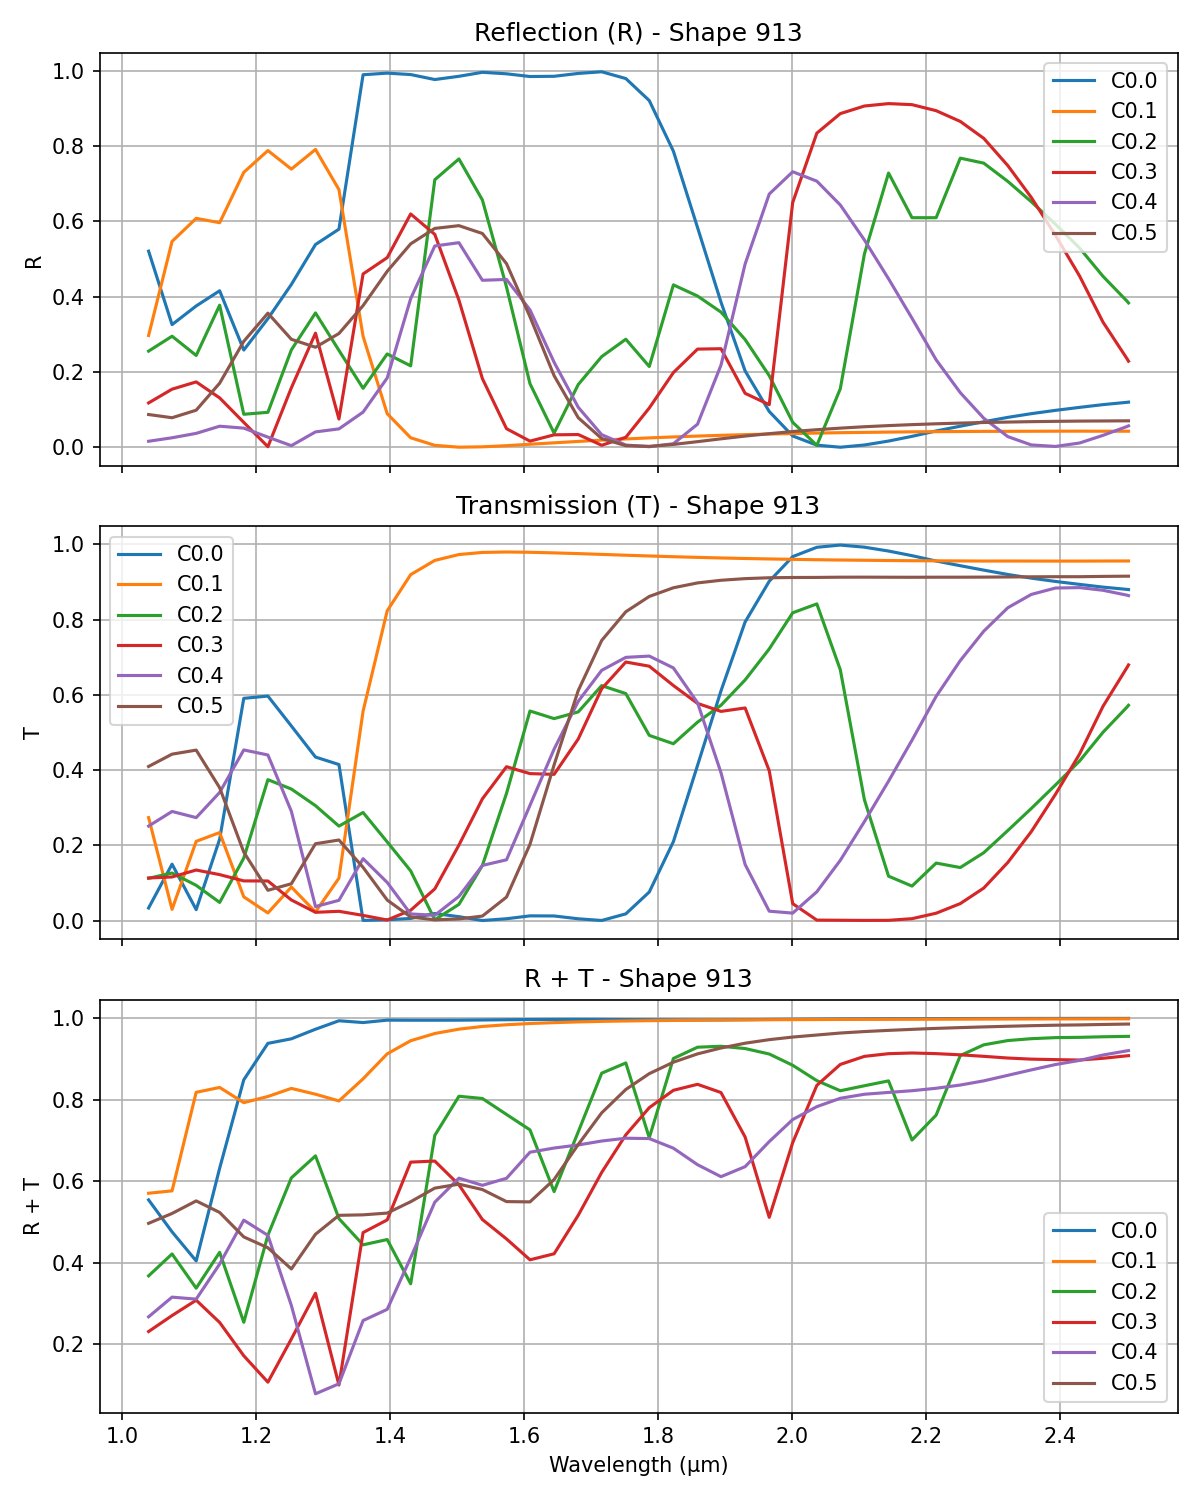 Reflection (R) - Shape 913
1.0
0.8
0.6
0.4
0.2
0.0
R
C0.0
C0.1
C0.2
C0.3
C0.4
C0.5
Transmission (T) - Shape 913
1.0
0.8
0.6
0.4
0.2
0.0
T
C0.0
C0.1
C0.2
C0.3
C0.4
C0.5
R + T - Shape 913
1.0
0.8
0.6
0.4
0.2
R + T
C0.0
C0.1
C0.2
C0.3
C0.4
C0.5
1.0 1.2 1.4 1.6 1.8 2.0 2.2 2.4
Wavelength (µm)